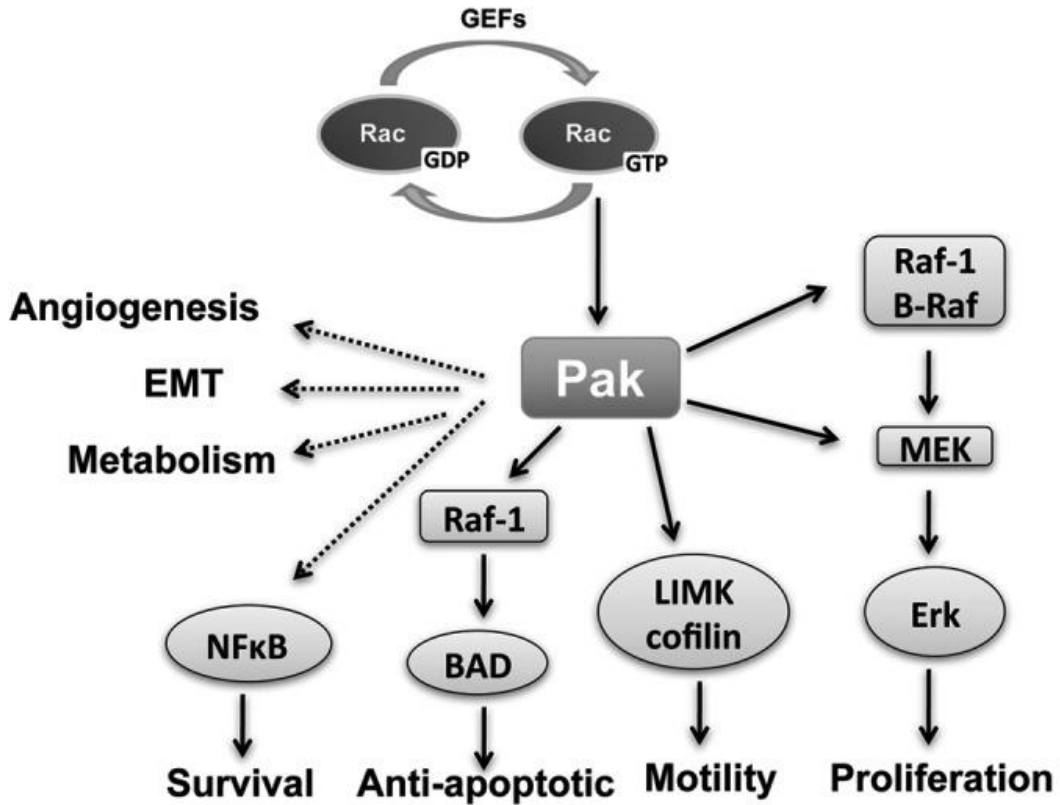 GEFs
Rac
GDP
Rac
GTP
Raf-1
B-Raf
Angiogenesis
EMT
Metabolism
Pak
MEK
Raf-1
LIMK
cofilin
Erk
NFκB
BAD
Survival
Anti-apoptotic
Motility
Proliferation